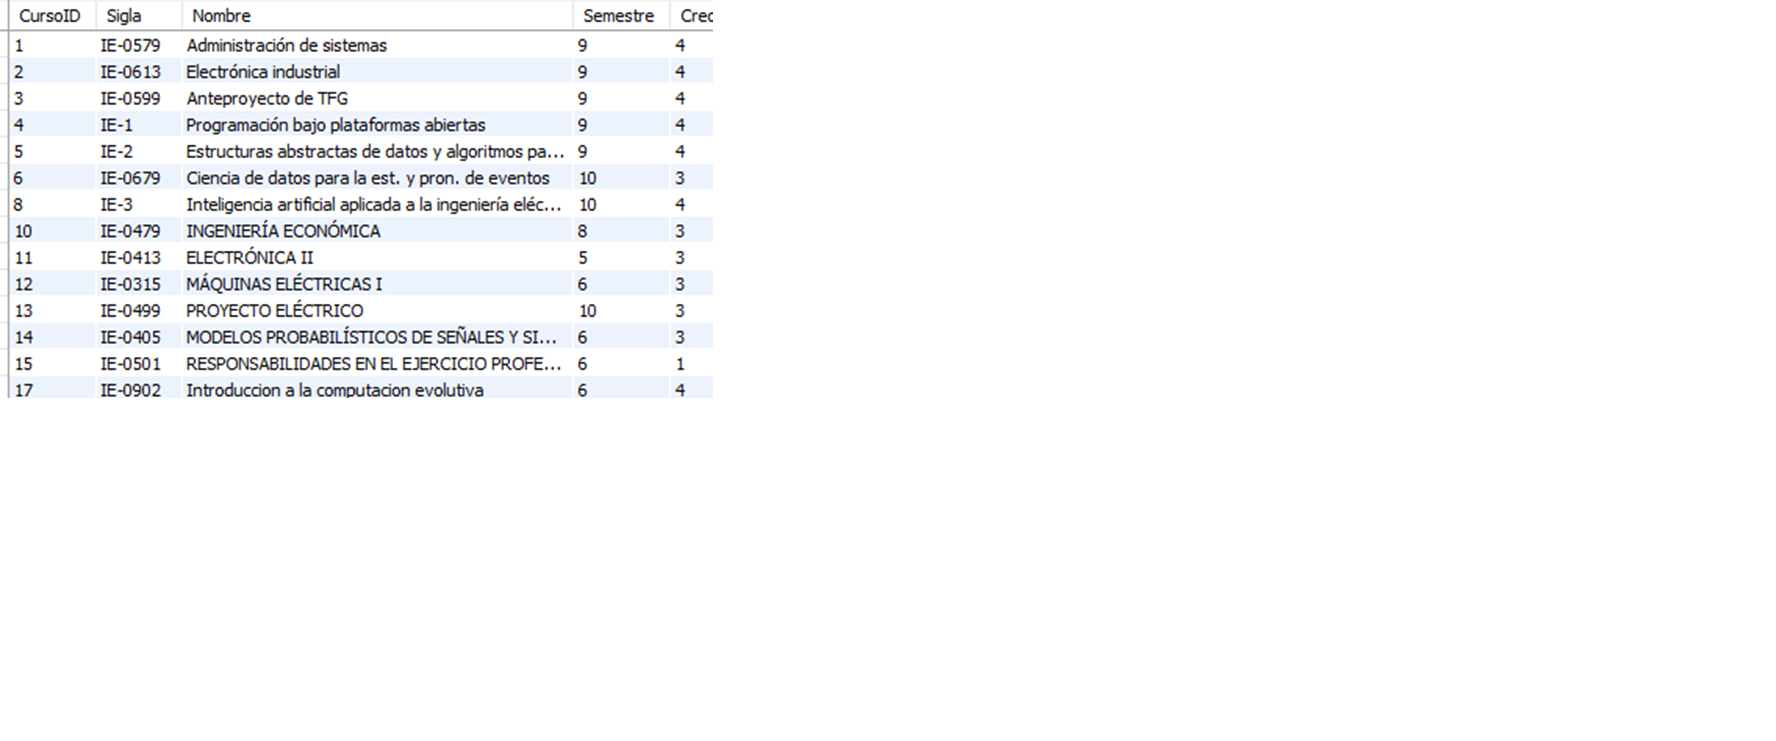 CursoID Sigla Nombre Semestre Cred
1 IE-0579 Administración de sistemas 9 4
2 IE-0613 Electrónica industrial 9 4
3 IE-0599 Anteproyecto de TFG 9 4
4 IE-1 Programación bajo plataformas abiertas 9 4
5 IE-2 Estructuras abstractas de datos y algoritmos pa... 9 4
6 IE-0679 Ciencia de datos para la est. y pron. de eventos 10 3
8 IE-3 Inteligencia artificial aplicada a la ingeniería eléc... 10 4
10 IE-0479 INGENIERÍA ECONÓMICA 8 3
11 IE-0413 ELECTRÓNICA II 5 3
12 IE-0315 MÁQUINAS ELÉCTRICAS I 6 3
13 IE-0499 PROYECTO ELÉCTRICO 10 3
14 IE-0405 MODELOS PROBABILÍSTICOS DE SEÑALES Y SI... 6 3
15 IE-0501 RESPONSABILIDADES EN EL EJERCICIO PROFE... 6 1
17 IE-0902 Introduccion a la computacion evolutiva 6 4